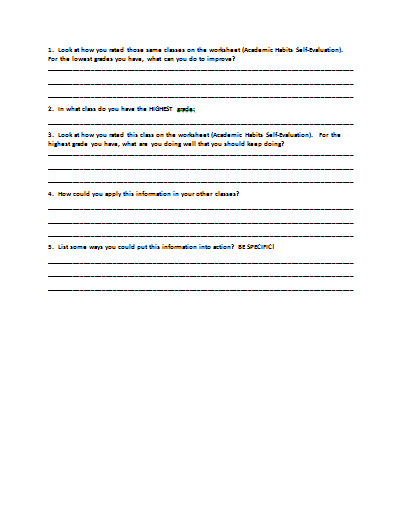 1. Look at how you rated those same classes on the worksheet (Academic Habits Self-Evaluation).
For the lowest grades you have, what can you do to improve?
2. In what class do you have the HIGHEST grade:
3. Look at how you rated this class on the worksheet (Academic Habits Self-Evaluation). For the
highest grade you have, what are you doing well that you should keep doing?
4. How could you apply this information in your other classes?
5. List some ways you could put this information into action? BE SPECIFIC!